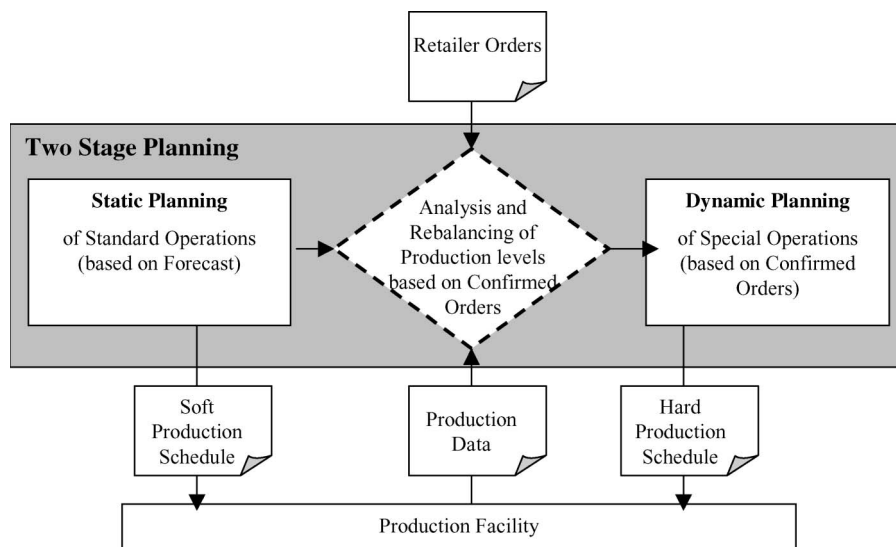 Retailer Orders
Two Stage Planning
Static Planning
of Standard Operations
(based on Forecast)
Analysis and
Rebalancing of
Production levels
based on Confirmed
Orders
Dynamic Planning
of Special Operations
(based on Confirmed
Orders)
Soft
Production
Schedule
Production
Data
Hard
Production
Schedule
Production Facility